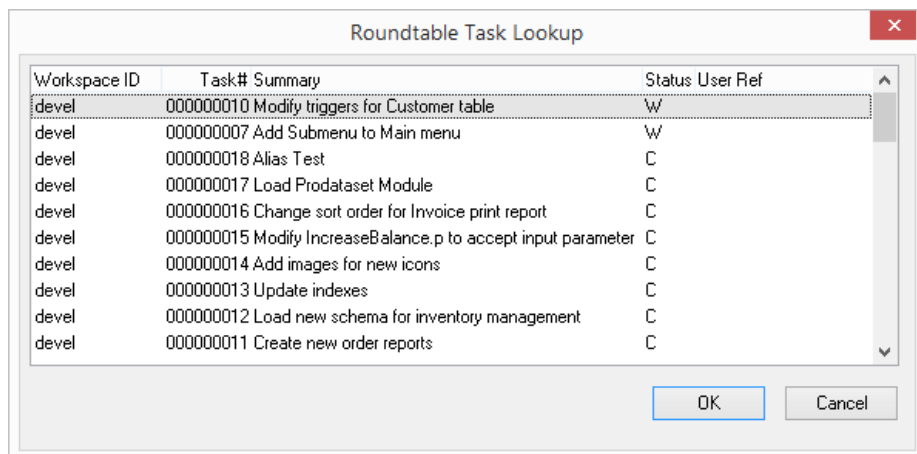 Roundtable Task Lookup
Workspace ID Task# Summary Status User Ref
devel 000000010 Modify triggers for Customer table W
devel 000000007 Add Submenu to Main menu W
devel 000000018 Alias Test C
devel 000000017 Load Prodataset Module C
devel 000000016 Change sort order for Invoice print report C
devel 000000015 Modify IncreaseBalance.p to accept input parameter C
devel 000000014 Add images for new icons C
devel 000000013 Update indexes C
devel 000000012 Load new schema for inventory management C
devel 000000011 Create new order reports C
OK Cancel